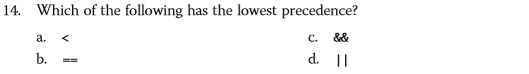 14. Which of the following has the lowest precedence?
a. < c. &&
b. == d. ||